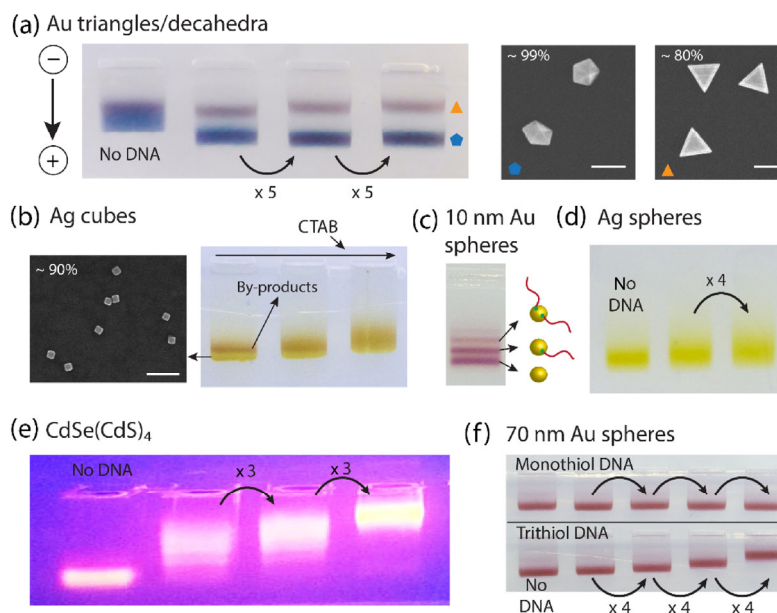 (a) Au triangles/decahedra
−
+
No DNA
x 5
x 5
~ 99%
~ 80%
(b) Ag cubes
~ 90%
CTAB
By-products
(c) 10 nm Au
spheres
(d) Ag spheres
No
DNA
x 4
(e) CdSe(CdS)4
No DNA
x 3
x 3
(f) 70 nm Au spheres
Monothiol DNA
Trithiol DNA
No
DNA
x 4
x 4
x 4